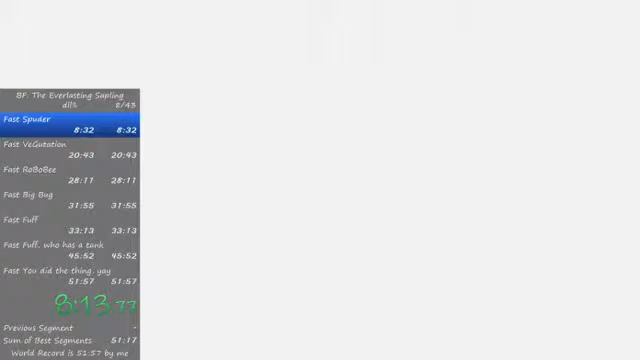 BF: The Everlasting Sapling
dll% 8/43
Fast Spuder
8:32 8:32
Fast VeGutation
20:43 20:43
Fast RoBoBee
28:11 28:11
Fast Big Bug
31:55 31:55
Fast Fuff
33:13 33:13
Fast Fuff, who has a tank
45:52 45:52
Fast You did the thing, yay
51:57 51:57
8:13.77
Previous Segment -
Sum of Best Segments 51:17
World Record is 51:57 by me